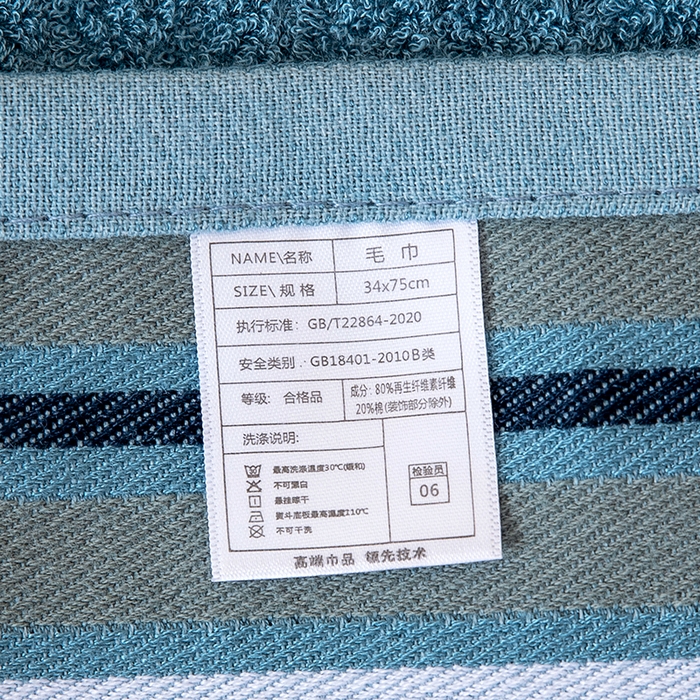 NAME\名称 毛巾
SIZE\规格 34x75cm
执行标准: GB/T22864-2020
安全类别: GB18401-2010 B类
等级: 合格品
成分: 80%再生纤维素纤维
20%棉(装饰部分除外)
洗涤说明:
最高洗涤温度30℃(缓和)
不可漂白
悬挂晾干
熨斗底板最高温度110℃
不可干洗
检验员
06
高端巾品 领先技术